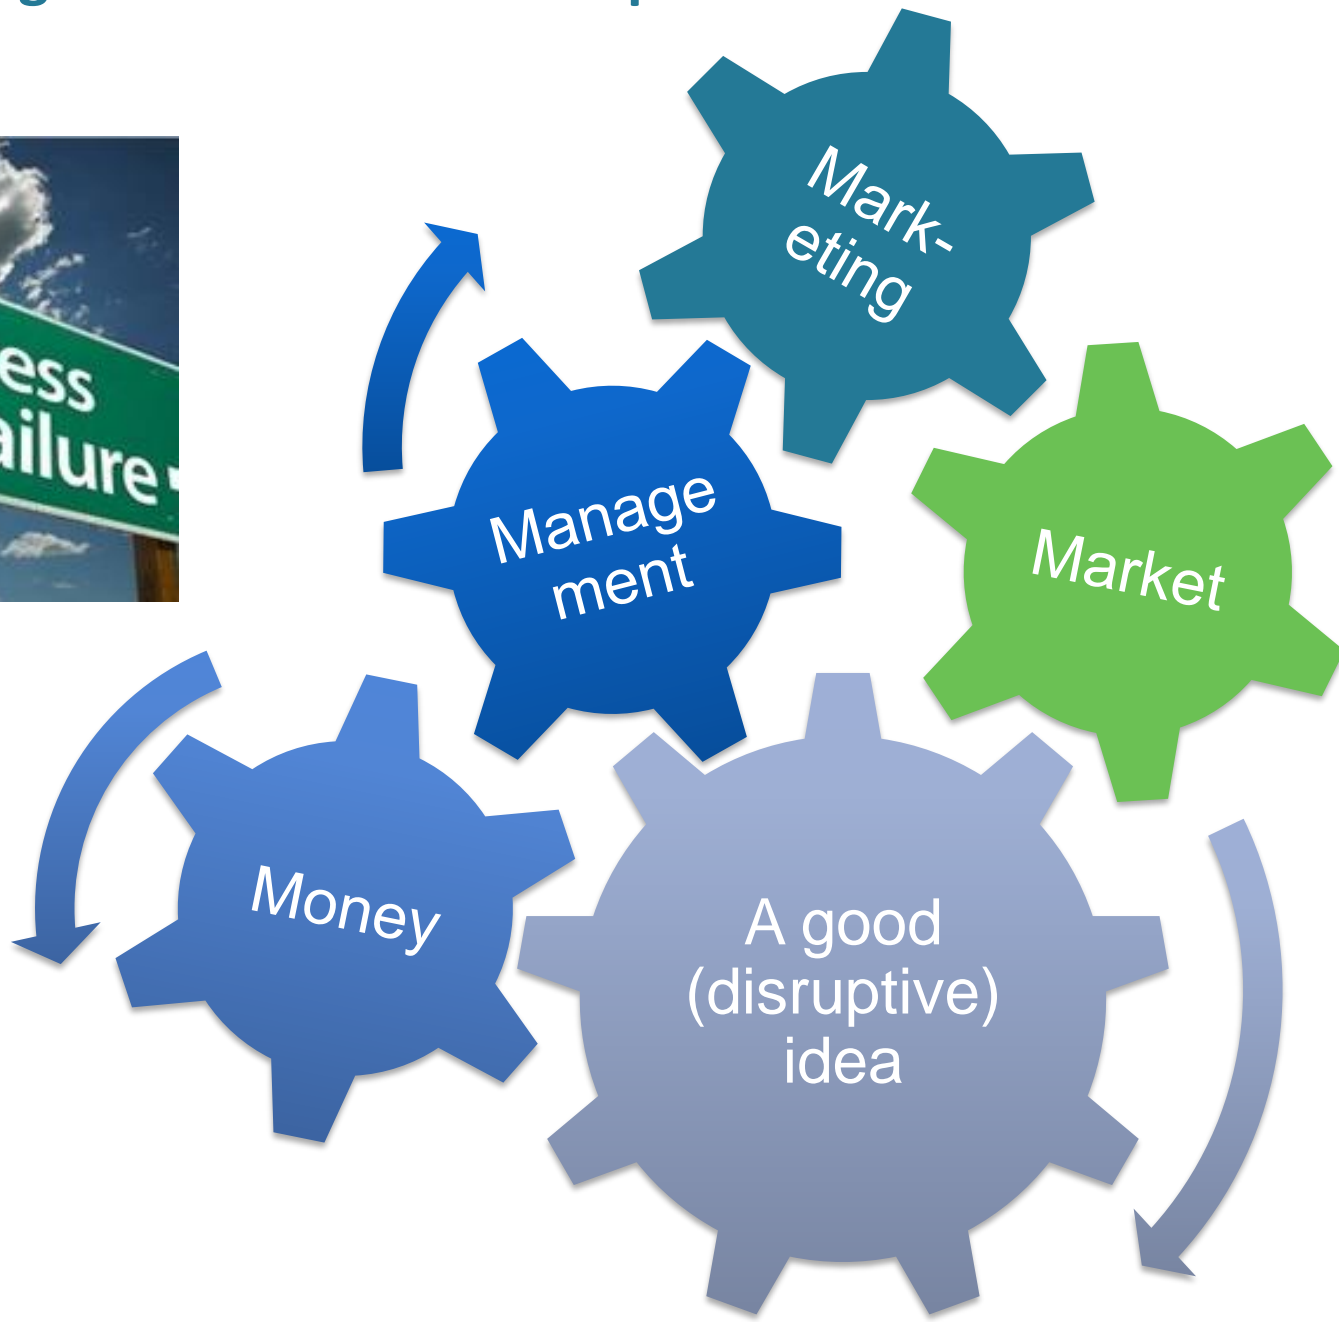 Mark-
eting
ess
ailure
Manage
ment
Market
Money
A good
(disruptive)
idea